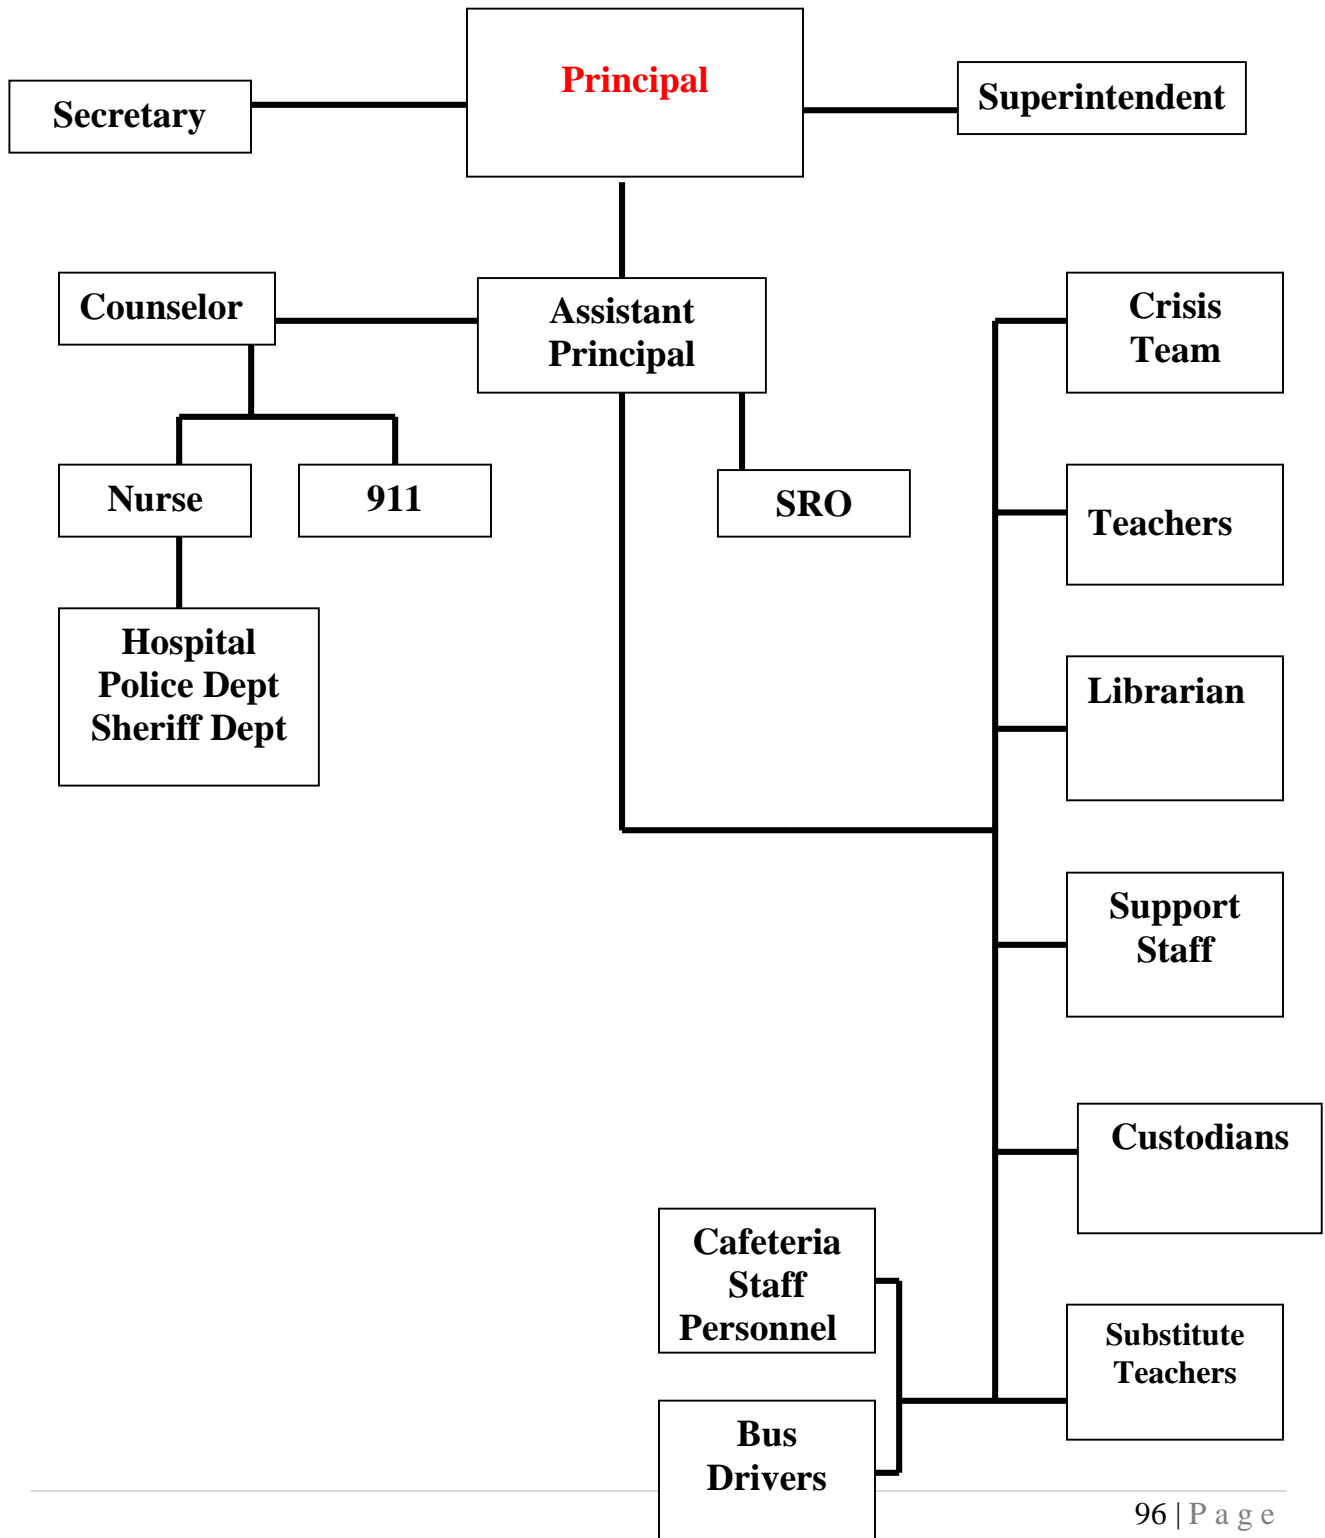 Principal
Secretary
Superintendent
Counselor
Assistant
Principal
Crisis
Team
Nurse
911
SRO
Teachers
Hospital
Police Dept
Sheriff Dept
Librarian
Support
Staff
Custodians
Cafeteria
Staff
Personnel
Substitute
Teachers
Bus
Drivers
96 | P a g e